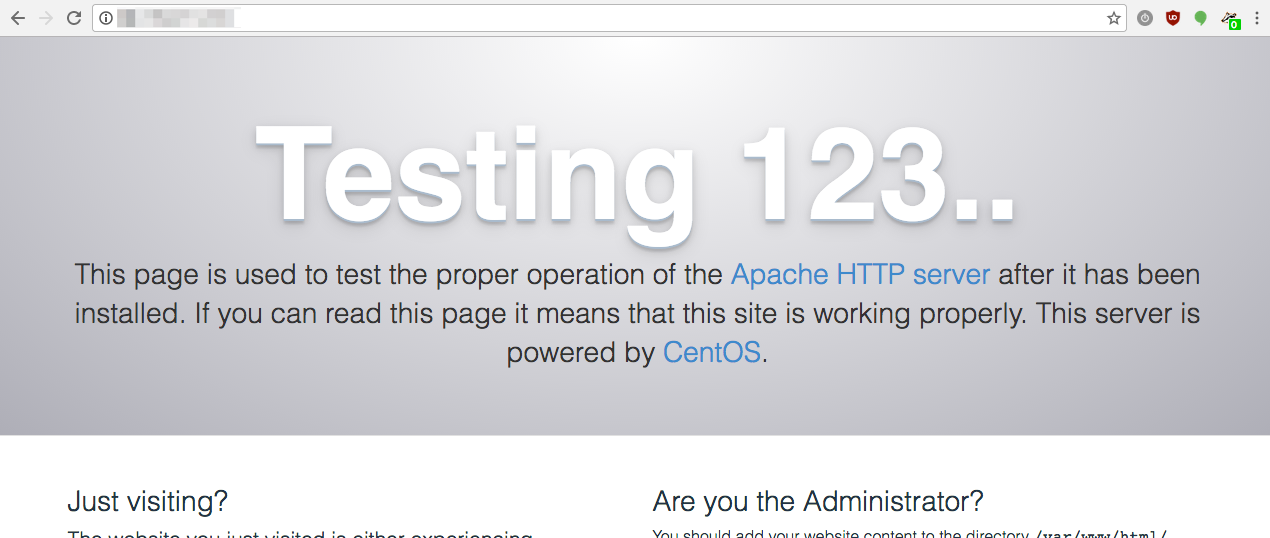 Testing 123..
This page is used to test the proper operation of the Apache HTTP server after it has been
installed. If you can read this page it means that this site is working properly. This server is
powered by CentOS.
Just visiting?
The website you just visited is either experiencing
Are you the Administrator?
You should add your website content to the directory /var/www/html/